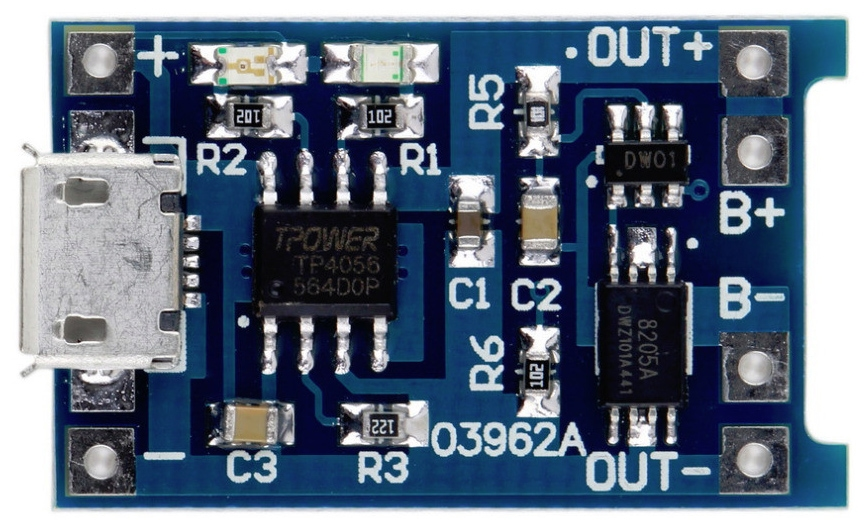 +
OUT+
102
102
R2
R1
R5
DW01
B+
TPOWER
TP4056
564D0P
C1
C2
B-
8205A
DWZ101A441
R6
102
122
03962A
-
C3
R3
OUT-